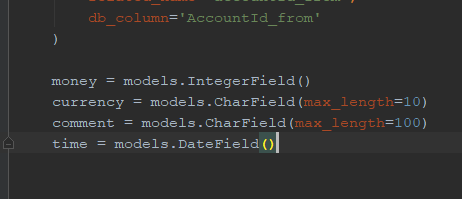 db_column='AccountId_from'
)
money = models.IntegerField()
currency = models.CharField(max_length=10)
comment = models.CharField(max_length=100)
time = models.DateField()